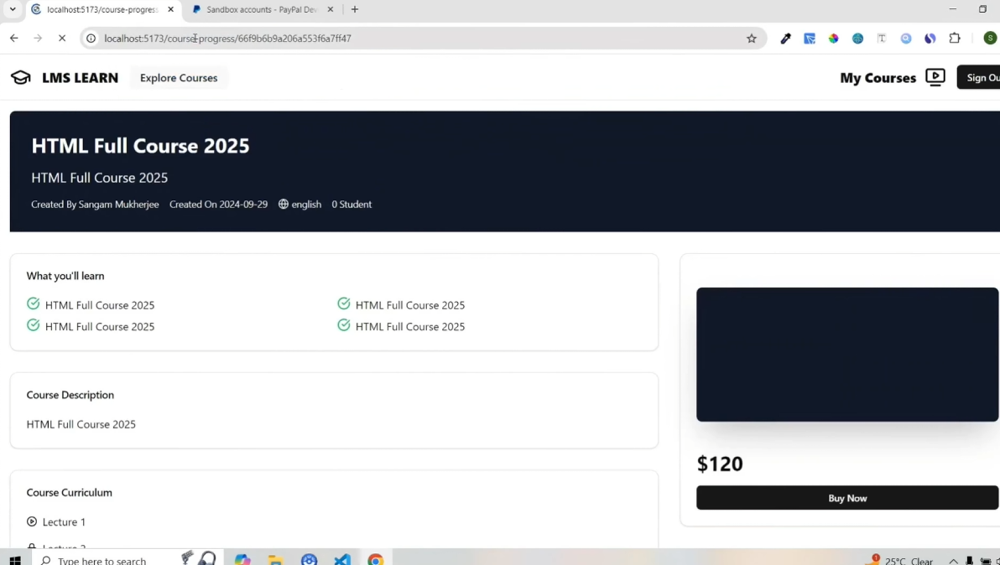 localhost:5173/course-progress
Sandbox accounts - PayPal Dev
localhost:5173/course-progress/66f9b6b9a206a553f6a7ff47
S
LMS LEARN
Explore Courses
My Courses
Sign Ou
HTML Full Course 2025
HTML Full Course 2025
Created By Sangam Mukherjee Created On 2024-09-29 english 0 Student
What you'll learn
HTML Full Course 2025 HTML Full Course 2025
HTML Full Course 2025 HTML Full Course 2025
Course Description
HTML Full Course 2025
$120
Buy Now
Course Curriculum
Lecture 1
Lecture 2
Type here to search
1
25°C Clear